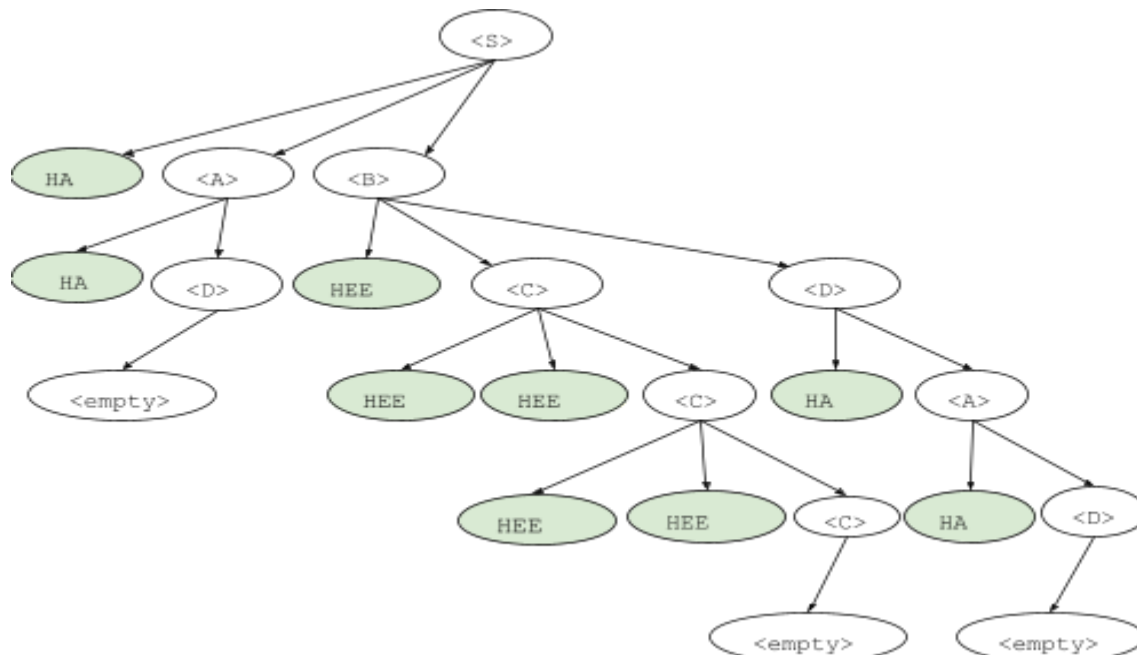 <S>
HA <A> <B>
HA <D> HEE <C> <D>
<empty> HEE HEE <C> HA <A>
HEE HEE <C> HA <D>
<empty> <empty>